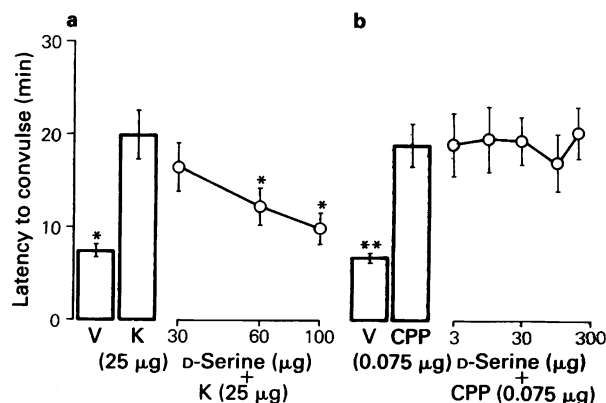 a
b
Latency to convulse (min)
30
20
10
0
*
*
*
**
V K
30 60 100
V CPP
3 30 300
(25 µg) D-Serine (µg)
+
K (25 µg)
(0.075 µg) D-Serine (µg)
+
CPP (0.075 µg)